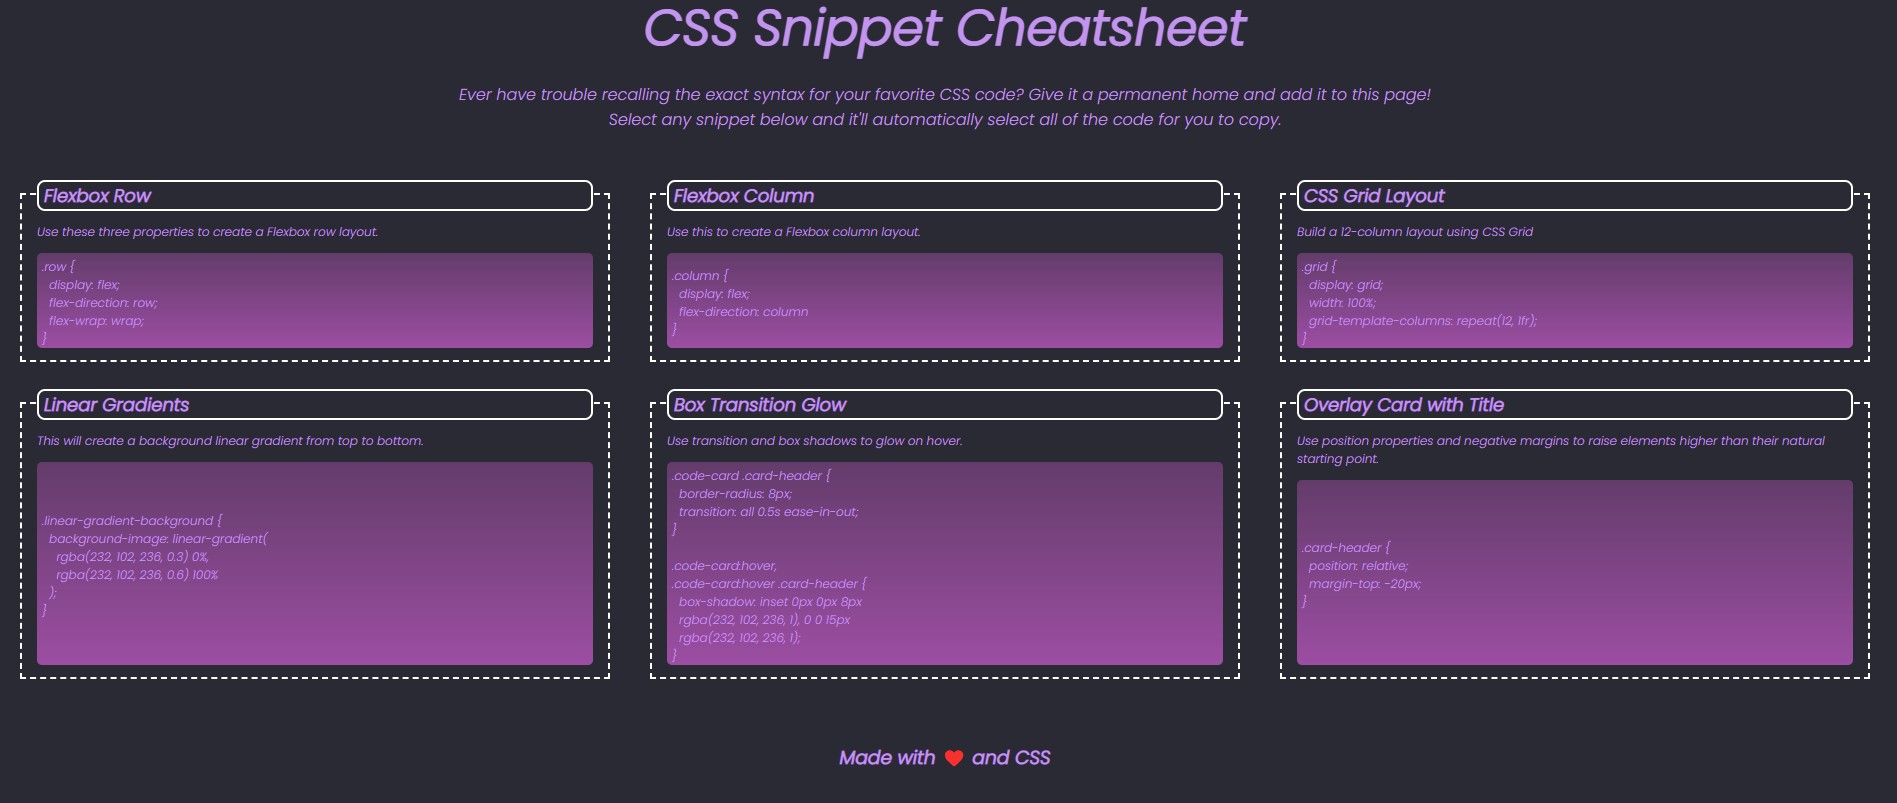 CSS Snippet Cheatsheet
Ever have trouble recalling the exact syntax for your favorite CSS code? Give it a permanent home and add it to this page!
Select any snippet below and it'll automatically select all of the code for you to copy.
Flexbox Row
Use these three properties to create a Flexbox row layout.
.row {
  display: flex;
  flex-direction: row;
  flex-wrap: wrap;
}
Flexbox Column
Use this to create a Flexbox column layout.
.column {
  display: flex;
  flex-direction: column
}
CSS Grid Layout
Build a 12-column layout using CSS Grid
.grid {
  display: grid;
  width: 100%;
  grid-template-columns: repeat(12, 1fr);
}
Linear Gradients
This will create a background linear gradient from top to bottom.
.linear-gradient-background {
  background-image: linear-gradient(
    rgba(232, 102, 236, 0.3) 0%,
    rgba(232, 102, 236, 0.6) 100%
  );
}
Box Transition Glow
Use transition and box shadows to glow on hover.
.code-card .card-header {
  border-radius: 8px;
  transition: all 0.5s ease-in-out;
}
.code-card:hover,
.code-card:hover .card-header {
  box-shadow: inset 0px 0px 8px
  rgba(232, 102, 236, 1), 0 0 15px
  rgba(232, 102, 236, 1);
}
Overlay Card with Title
Use position properties and negative margins to raise elements higher than their natural
starting point.
.card-header {
  position: relative;
  margin-top: -20px;
}
Made with ❤️ and CSS